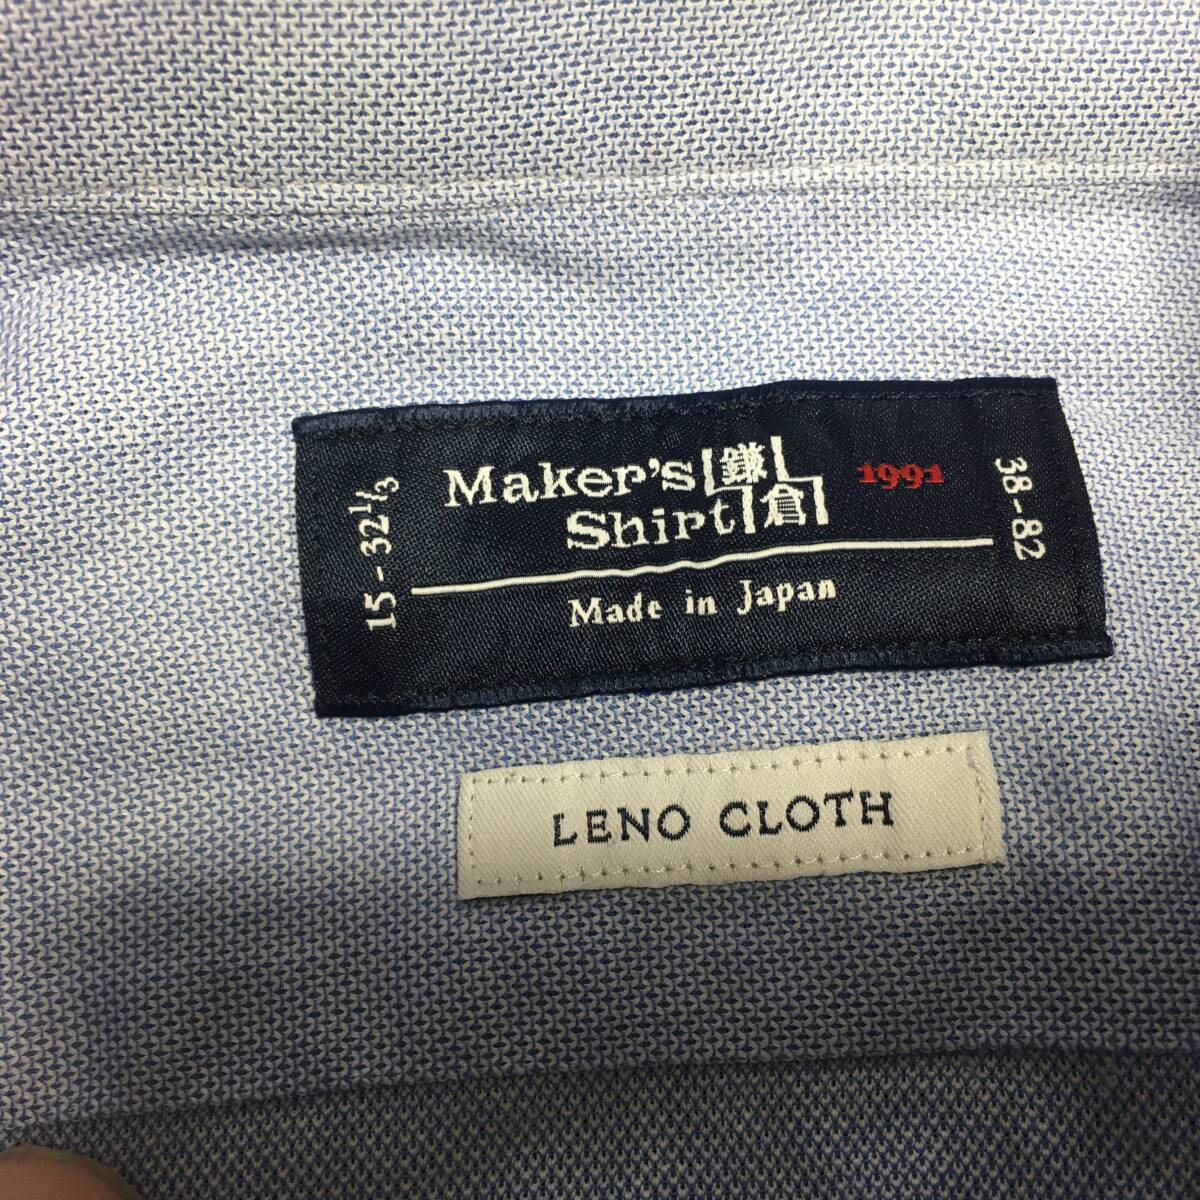 15-32 1/3
Maker's 鎌
Shirt 倉
1991
38-82
Made in Japan
LENO CLOTH